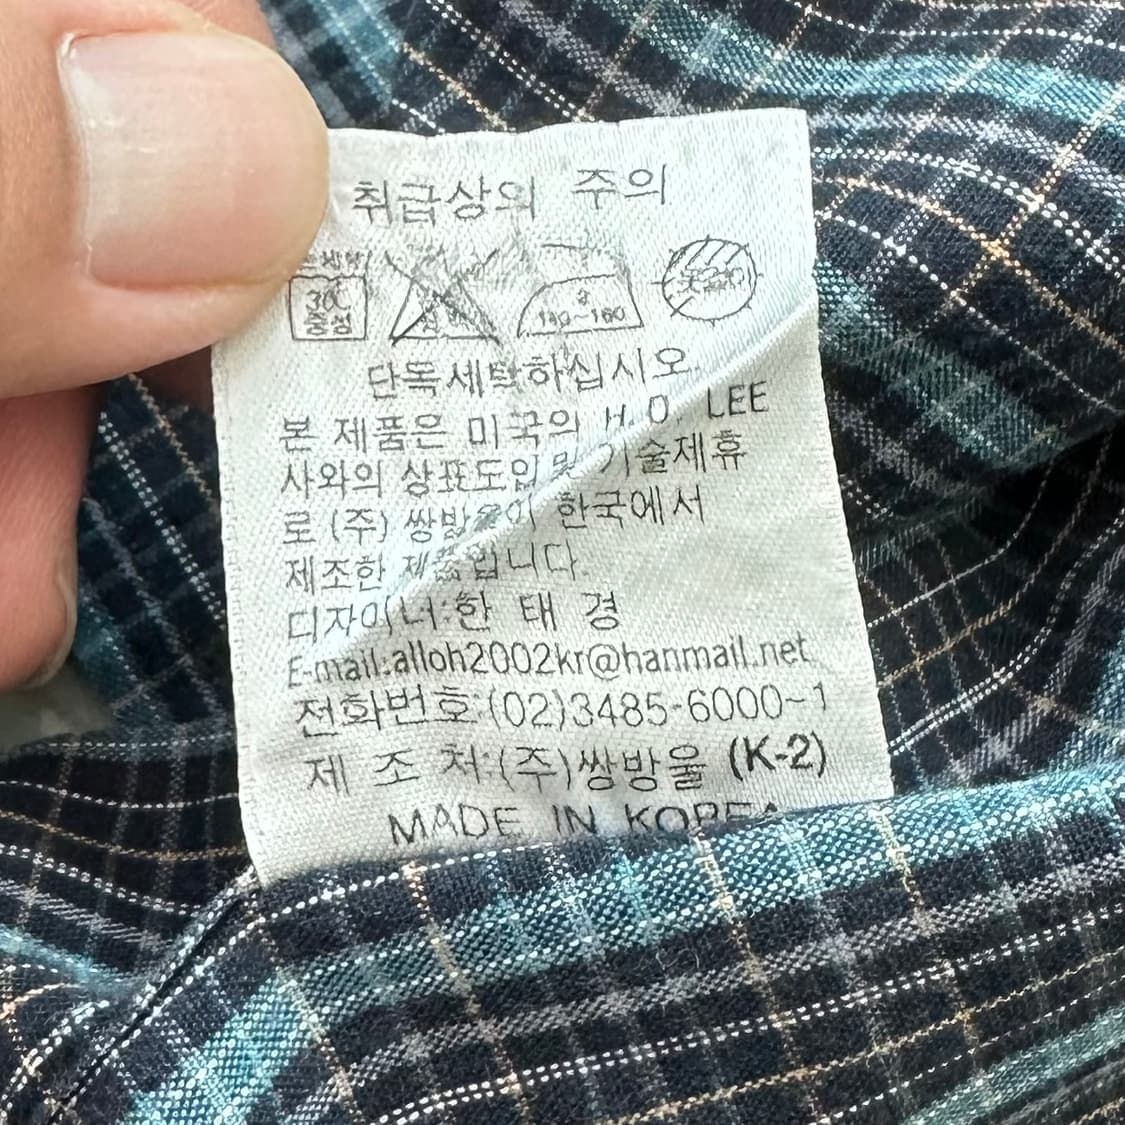 취급상의 주의
30℃
중성
140~160
단독세탁하십시오
본 제품은 미국의 H.D. LEE
사와의 상표도입 및 기술제휴
로 (주) 쌍방울이 한국에서
제조한 제품입니다.
디자이너:한 태 경
E-mail:alloh2002kr@hanmail.net
전화번호:(02)3485-6000~1
제 조 처:(주)쌍방울 (K-2)
MADE IN KOREA